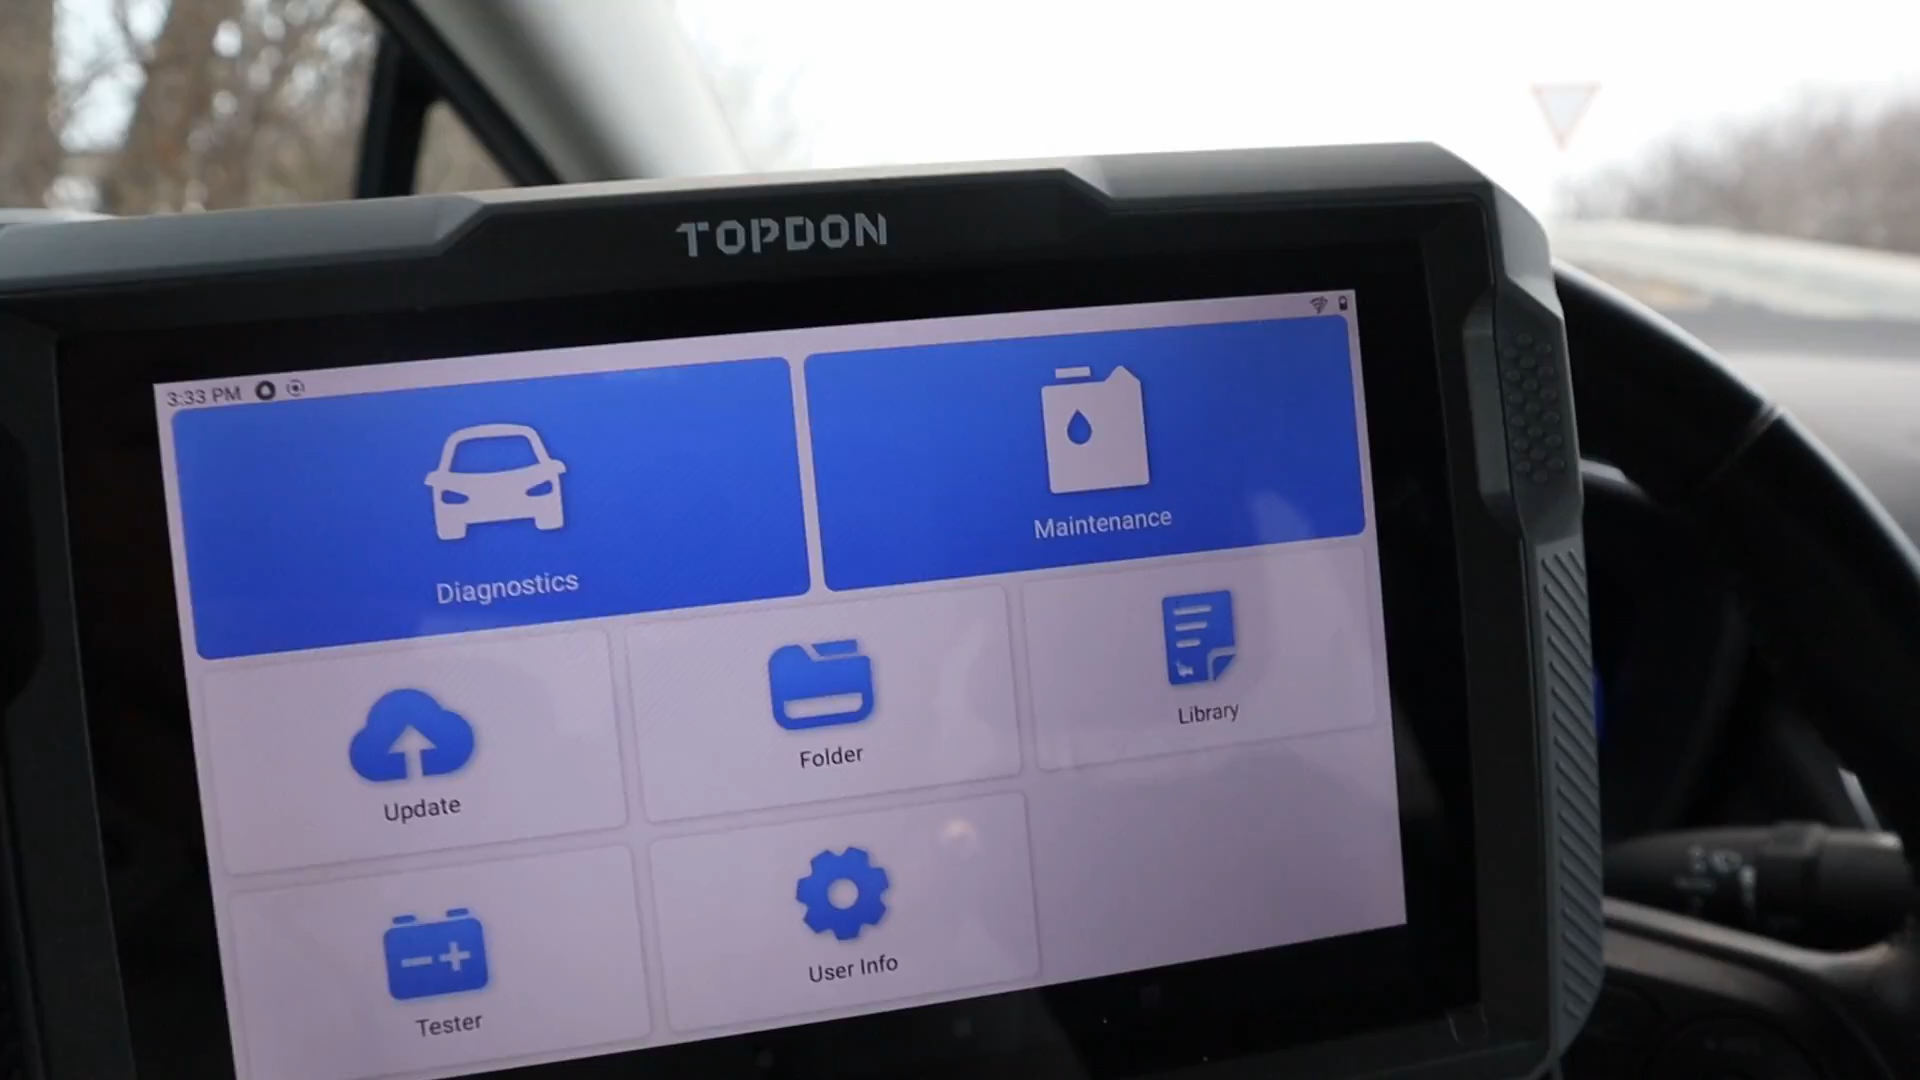 TOPDON
3:33 PM
Diagnostics
Maintenance
Update
Folder
Library
Tester
User Info